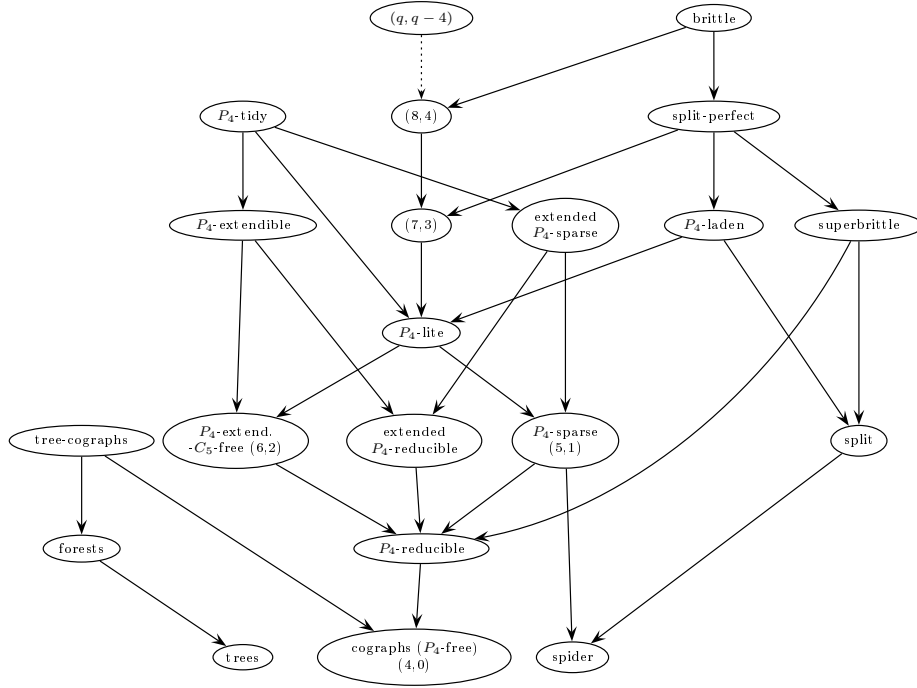 (q, q − 4)
brittle
P₄-tidy
(8,4)
split-perfect
P₄-extendible
(7,3)
extended
P₄-sparse
P₄-laden
superbrittle
P₄-lite
tree-cographs
P₄-extend.
-C₅-free (6,2)
extended
P₄-reducible
P₄-sparse
(5,1)
split
forests
P₄-reducible
trees
cographs (P₄-free)
(4,0)
spider